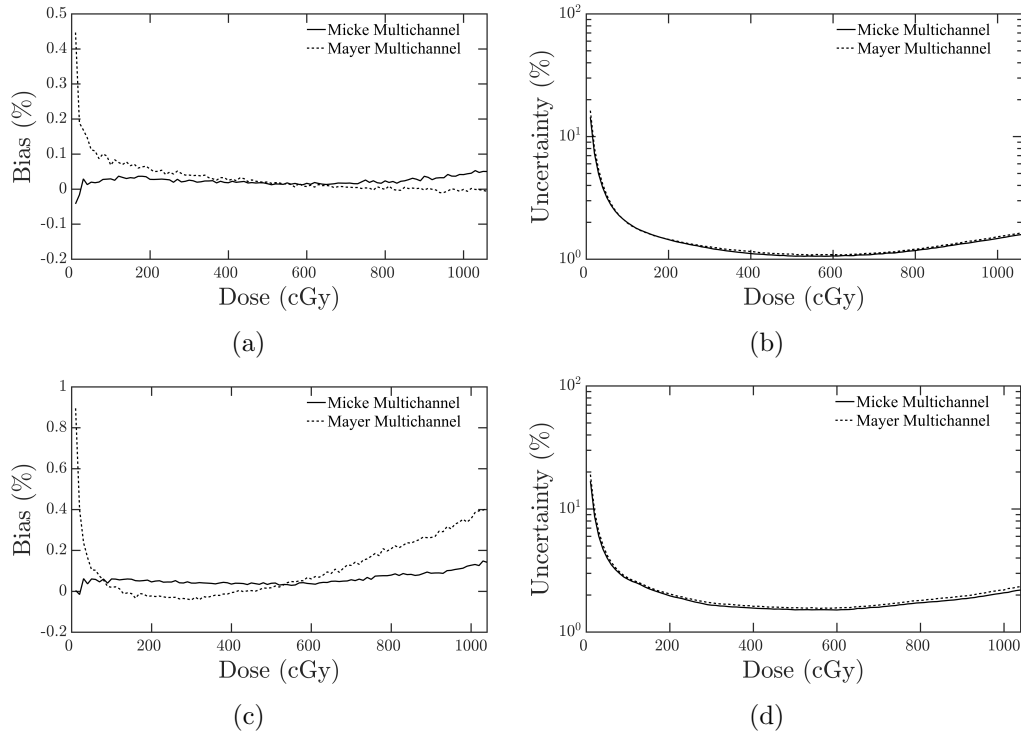 0.5
0.4
0.3
0.2
0.1
0
-0.1
-0.2
Bias (%)
Micke Multichannel
Mayer Multichannel
0 200 400 600 800 1000
Dose (cGy)
(a)
10²
10¹
10⁰
Uncertainty (%)
Micke Multichannel
Mayer Multichannel
0 200 400 600 800 1000
Dose (cGy)
(b)
1
0.8
0.6
0.4
0.2
0
-0.2
Bias (%)
Micke Multichannel
Mayer Multichannel
0 200 400 600 800 1000
Dose (cGy)
(c)
10²
10¹
10⁰
Uncertainty (%)
Micke Multichannel
Mayer Multichannel
0 200 400 600 800 1000
Dose (cGy)
(d)